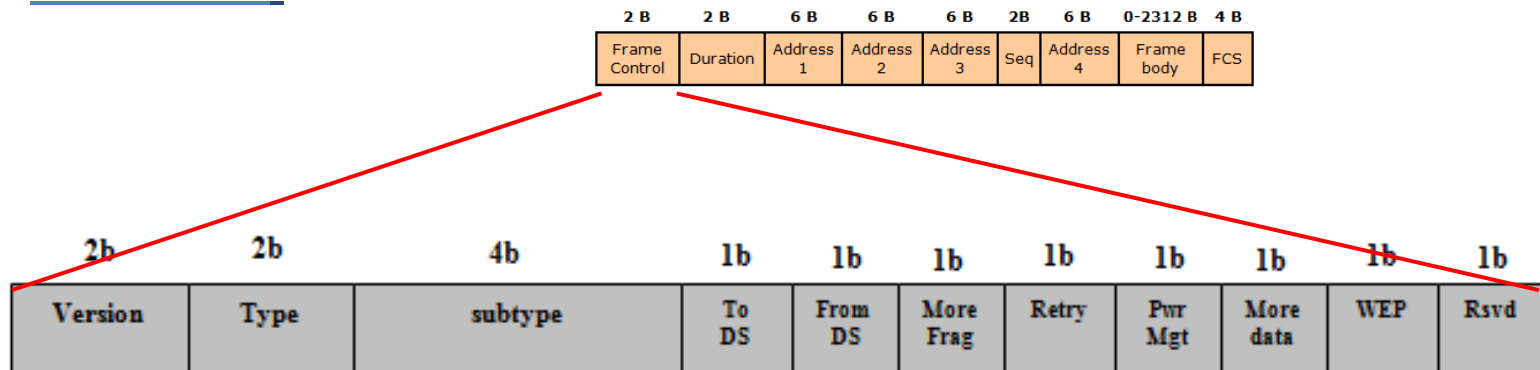 2 B 2 B 6 B 6 B 6 B 2B 6 B 0-2312 B 4 B
Frame Control Duration Address 1 Address 2 Address 3 Seq Address 4 Frame body FCS
2b 2b 4b 1b 1b 1b 1b 1b 1b 1b 1b
Version Type subtype To DS From DS More Frag Retry Pwr Mgt More data WEP Rsvd